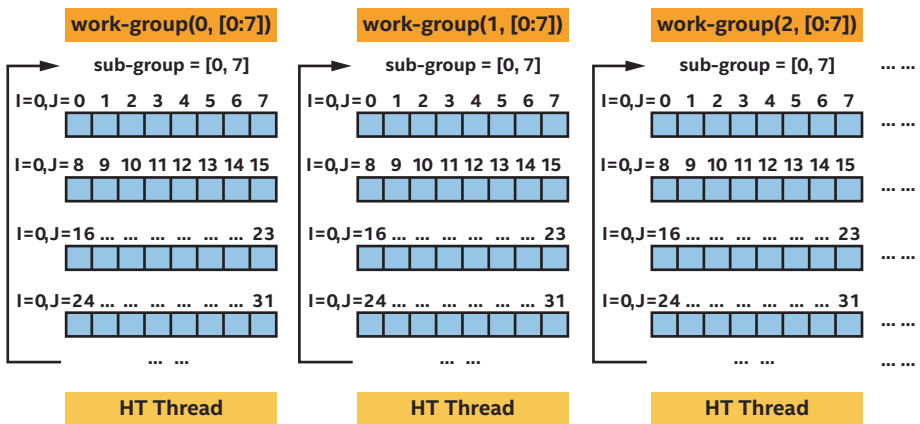 work-group(0, [0:7]) work-group(1, [0:7]) work-group(2, [0:7])
sub-group = [0, 7] sub-group = [0, 7] sub-group = [0, 7] ... ...
I=0,J= 0 1 2 3 4 5 6 7 I=0,J= 0 1 2 3 4 5 6 7 I=0,J= 0 1 2 3 4 5 6 7
... ...
I=0,J= 8 9 10 11 12 13 14 15 I=0,J= 8 9 10 11 12 13 14 15 I=0,J= 8 9 10 11 12 13 14 15
... ...
I=0,J=16 ... ... ... ... ... ... 23 I=0,J=16 ... ... ... ... ... ... 23 I=0,J=16 ... ... ... ... ... ... 23
... ...
I=0,J=24 ... ... ... ... ... ... 31 I=0,J=24 ... ... ... ... ... ... 31 I=0,J=24 ... ... ... ... ... ... 31
... ...
... ... ... ... ... ... ... ...
HT Thread HT Thread HT Thread